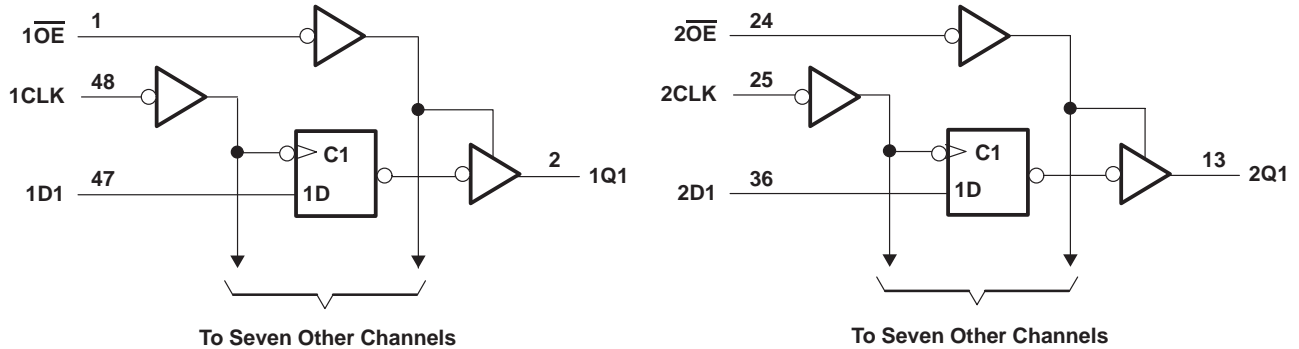 1OE 1
1CLK 48
C1
1D1 47
1D
2 1Q1
To Seven Other Channels
2OE 24
2CLK 25
C1
2D1 36
1D
13 2Q1
To Seven Other Channels